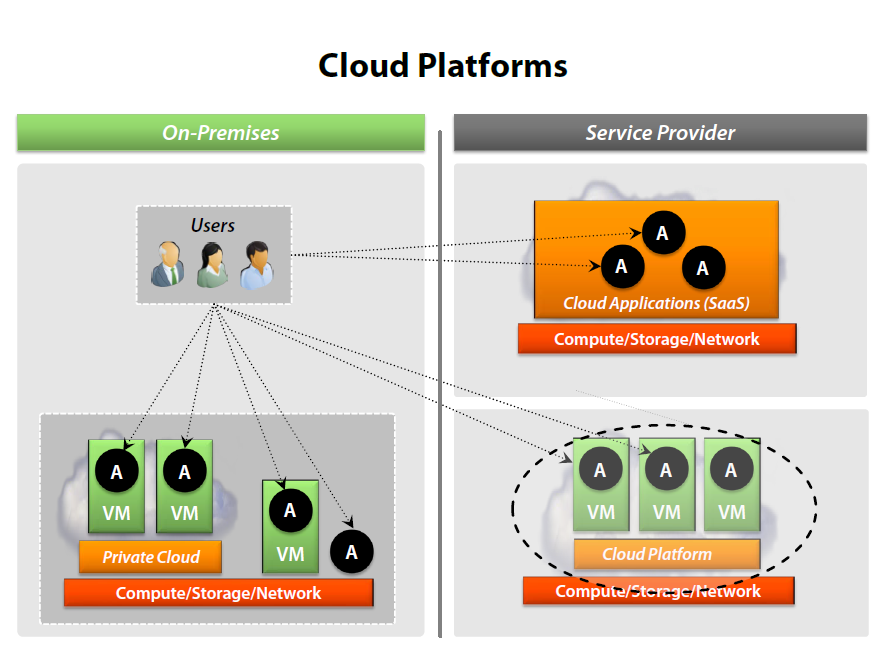 Cloud Platforms
On-Premises
Service Provider
Users
A
A
A
Cloud Applications (SaaS)
Compute/Storage/Network
A
A
A
A
VM
VM
VM
A
Private Cloud
Compute/Storage/Network
A
A
A
VM
VM
VM
Cloud Platform
Compute/Storage/Network